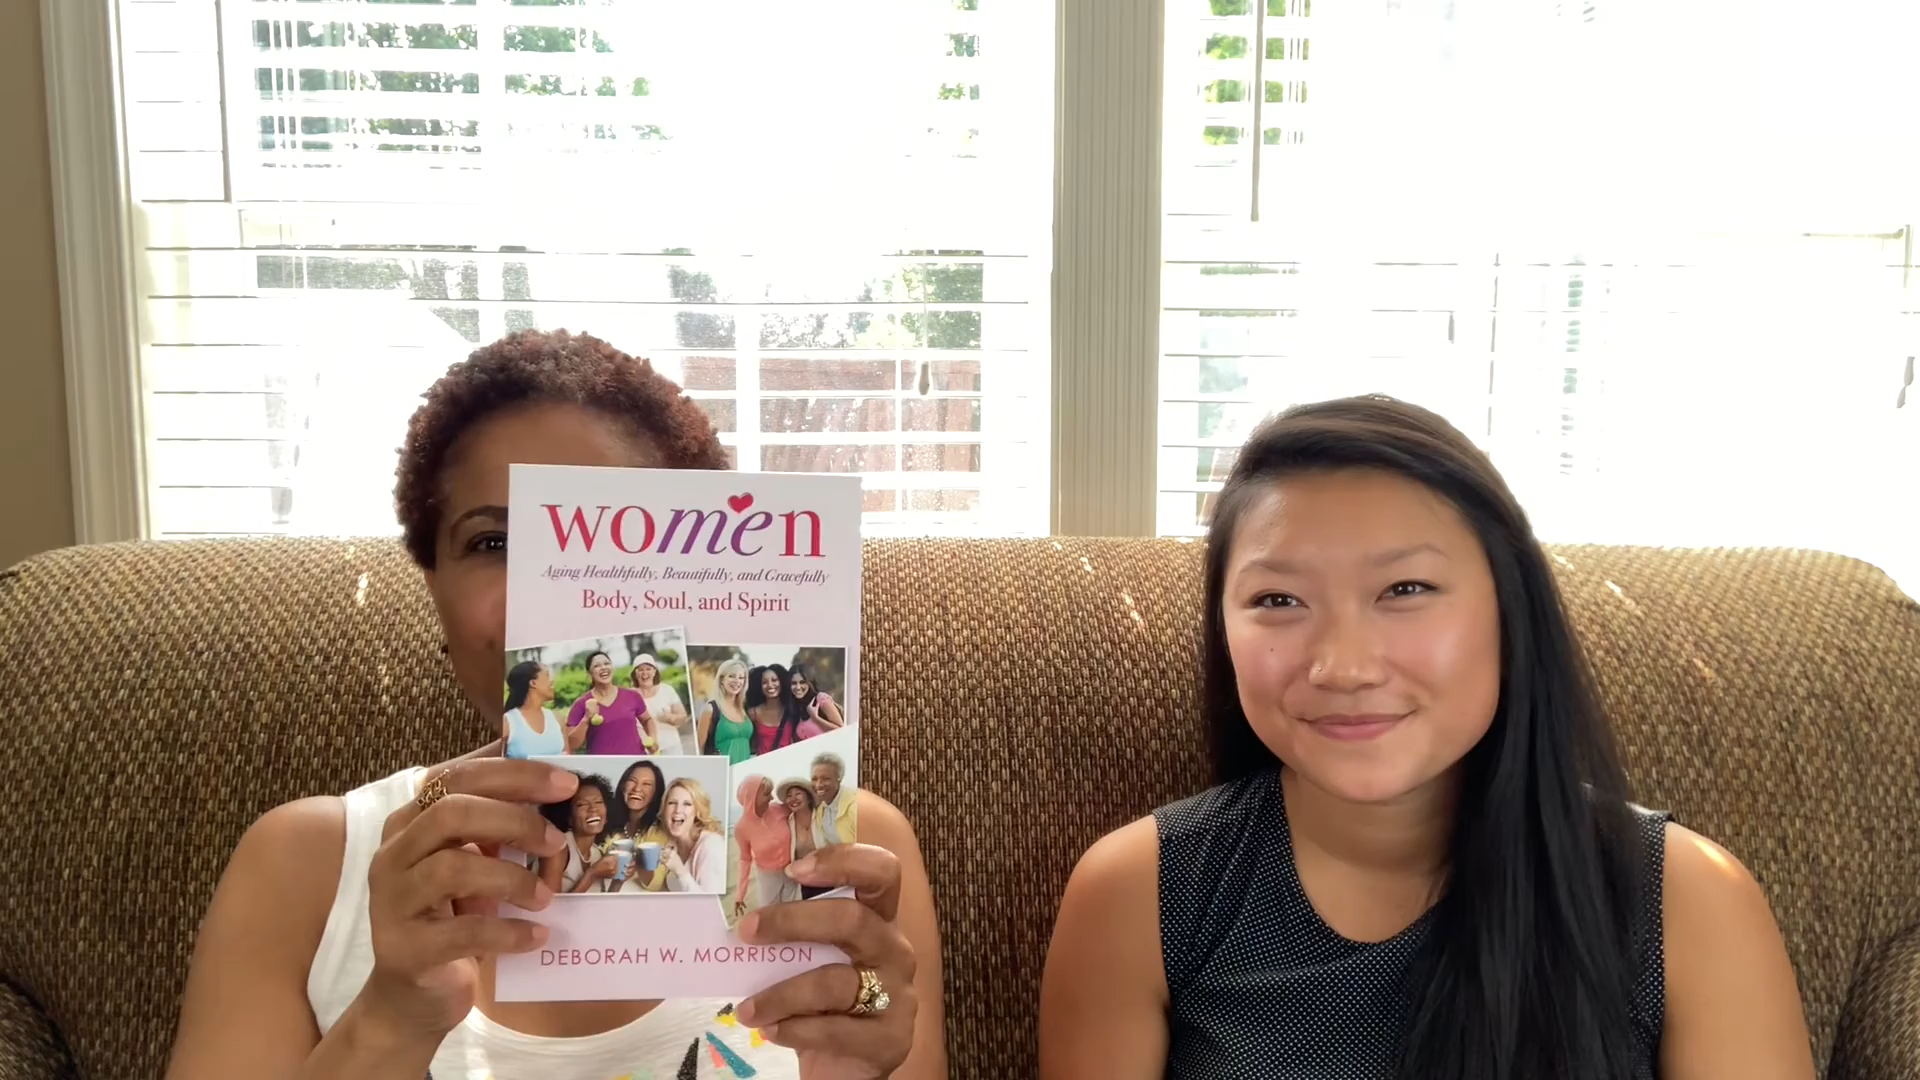 women
Aging Healthfully, Beautifully, and Gracefully
Body, Soul, and Spirit
DEBORAH W. MORRISON